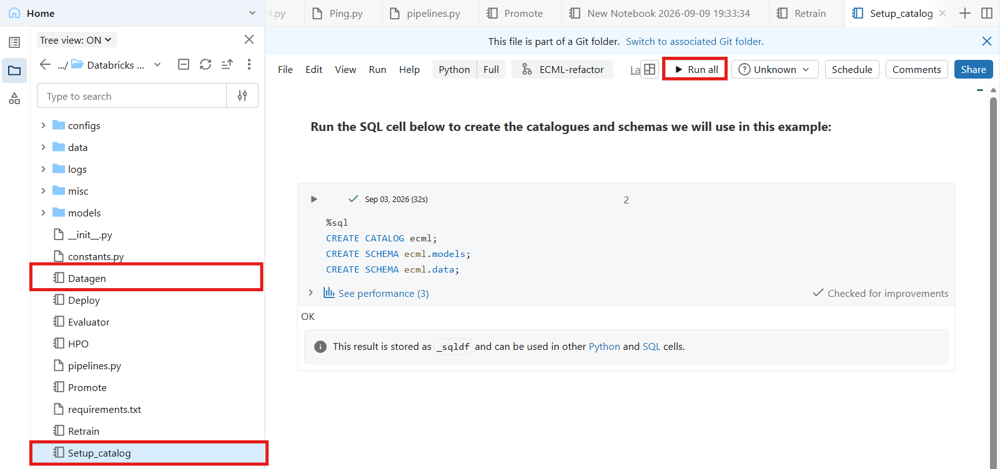 Home
el.py
Ping.py
pipelines.py
Promote
New Notebook 2026-09-09 19:33:34
Retrain
Setup_catalog
Tree view: ON
This file is part of a Git folder. Switch to associated Git folder.
.../ Databricks ...
File Edit View Run Help Python Full ECML-refactor La Run all Unknown Schedule Comments Share
Type to search
configs
data
logs
misc
models
__init__.py
constants.py
Datagen
Deploy
Evaluator
HPO
pipelines.py
Promote
requirements.txt
Retrain
Setup_catalog
Run the SQL cell below to create the catalogues and schemas we will use in this example:
Sep 03, 2026 (32s)
2
%sql
CREATE CATALOG ecml;
CREATE SCHEMA ecml.models;
CREATE SCHEMA ecml.data;
See performance (3)
Checked for improvements
OK
This result is stored as _sqldf and can be used in other Python and SQL cells.